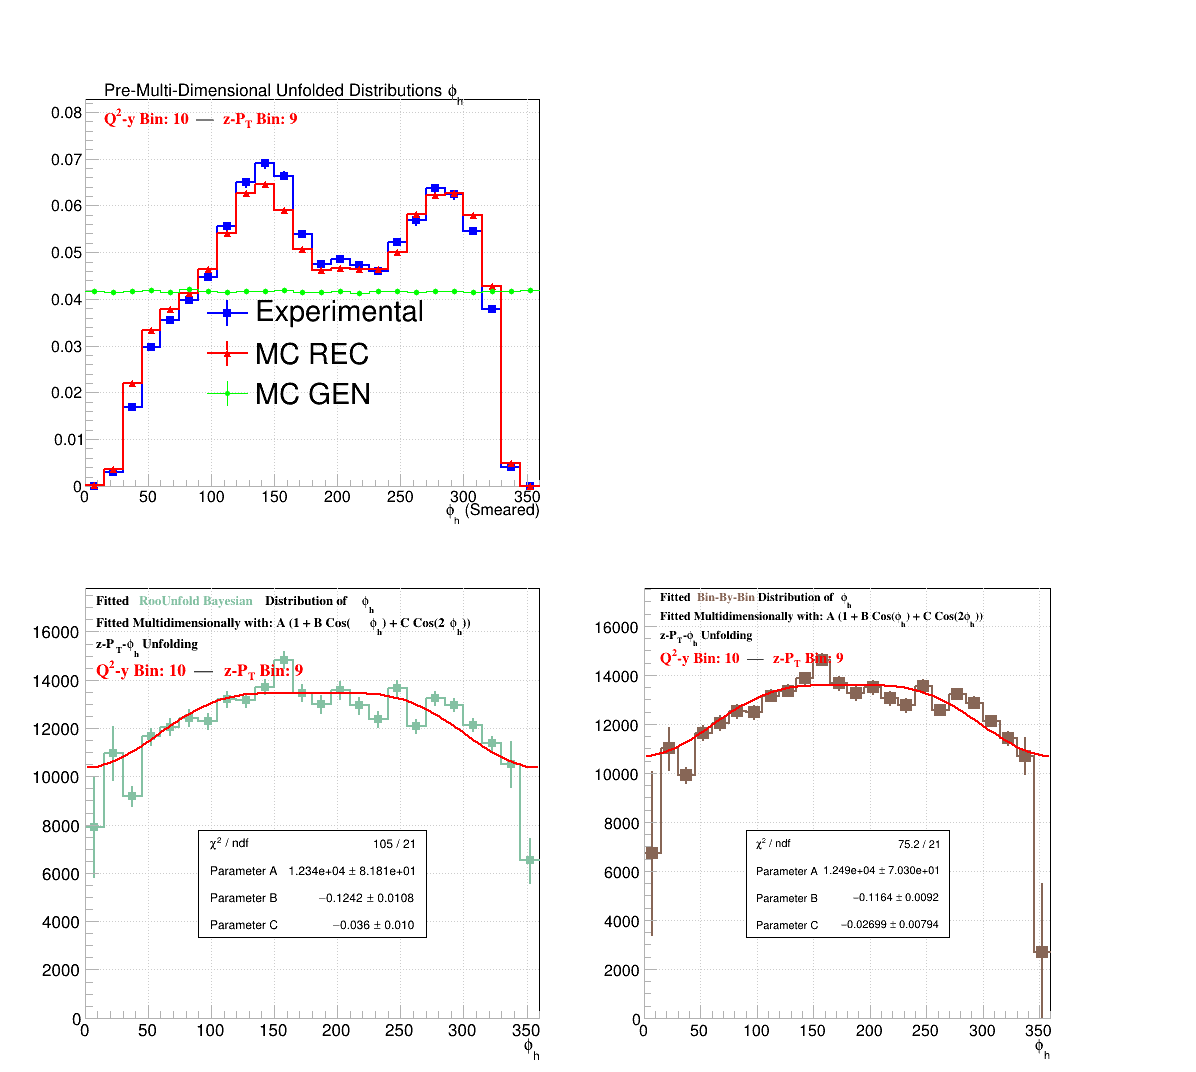 Pre-Multi-Dimensional Unfolded Distributions ϕh
Q²-y Bin: 10 — z-PT Bin: 9
0.08
0.07
0.06
0.05
0.04
0.03
0.02
0.01
0
Experimental
MC REC
MC GEN
0 50 100 150 200 250 300 350
ϕh (Smeared)
Fitted RooUnfold Bayesian Distribution of ϕh
Fitted Multidimensionally with: A (1 + B Cos( ϕh) + C Cos(2 ϕh))
z-PT-ϕh Unfolding
Q²-y Bin: 10 — z-PT Bin: 9
16000
14000
12000
10000
8000
6000
4000
2000
0
χ² / ndf 105 / 21
Parameter A 1.234e+04 ± 8.181e+01
Parameter B −0.1242 ± 0.0108
Parameter C −0.036 ± 0.010
0 50 100 150 200 250 300 350
ϕh
Fitted Bin-By-Bin Distribution of ϕh
Fitted Multidimensionally with: A (1 + B Cos(ϕh) + C Cos(2ϕh))
z-PT-ϕh Unfolding
Q²-y Bin: 10 — z-PT Bin: 9
16000
14000
12000
10000
8000
6000
4000
2000
0
χ² / ndf 75.2 / 21
Parameter A 1.249e+04 ± 7.030e+01
Parameter B −0.1164 ± 0.0092
Parameter C −0.02699 ± 0.00794
0 50 100 150 200 250 300 350
ϕh